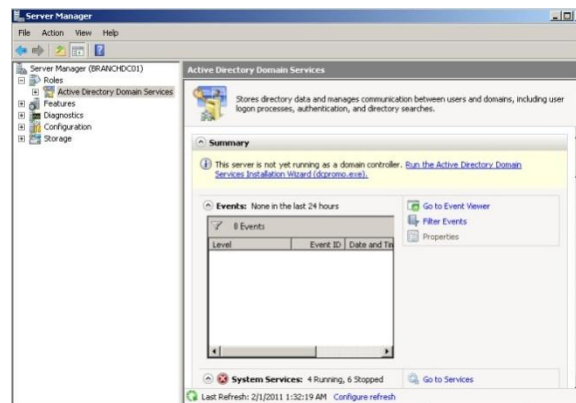 Server Manager
File Action View Help
Server Manager (BRANCHDC01)
Roles
Active Directory Domain Services
Features
Diagnostics
Configuration
Storage
Active Directory Domain Services
Stores directory data and manages communication between users and domains, including user
logon processes, authentication, and directory searches.
Summary
This server is not yet running as a domain controller. Run the Active Directory Domain
Services Installation Wizard (dcpromo.exe).
Events: None in the last 24 hours
0 Events
Level Event ID Date and Tim
Go to Event Viewer
Filter Events
Properties
System Services: 4 Running, 6 Stopped
Go to Services
Last Refresh: 2/1/2011 1:32:19 AM Configure refresh